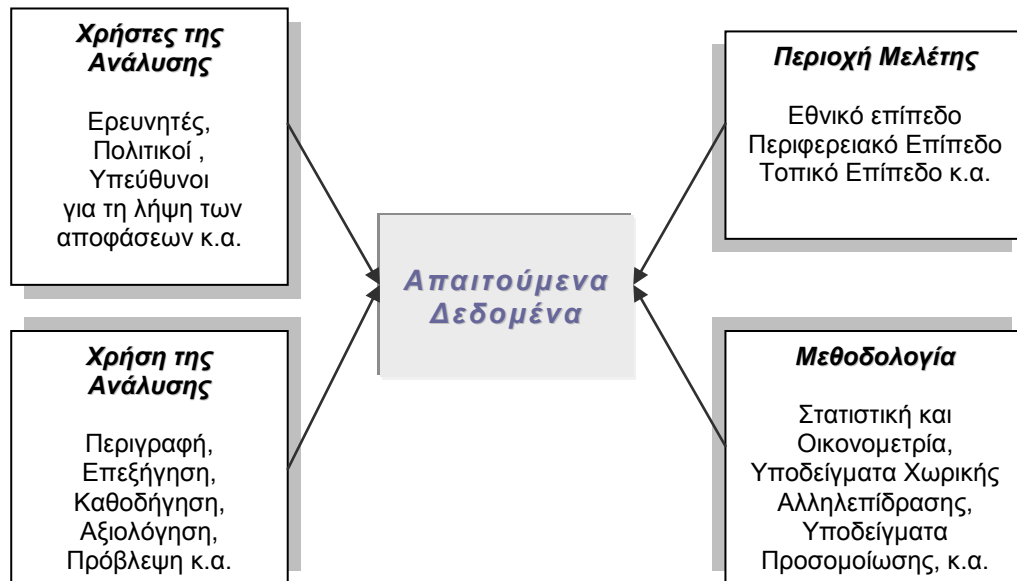 Χρήστες της
Ανάλυσης
Ερευνητές,
Πολιτικοί ,
Υπεύθυνοι
για τη λήψη των
αποφάσεων κ.α.
Περιοχή Μελέτης
Εθνικό επίπεδο
Περιφερειακό Επίπεδο
Τοπικό Επίπεδο κ.α.
Απαιτούμενα
Δεδομένα
Χρήση της
Ανάλυσης
Περιγραφή,
Επεξήγηση,
Καθοδήγηση,
Αξιολόγηση,
Πρόβλεψη κ.α.
Μεθοδολογία
Στατιστική και
Οικονομετρία,
Υποδείγματα Χωρικής
Αλληλεπίδρασης,
Υποδείγματα
Προσομοίωσης, κ.α.